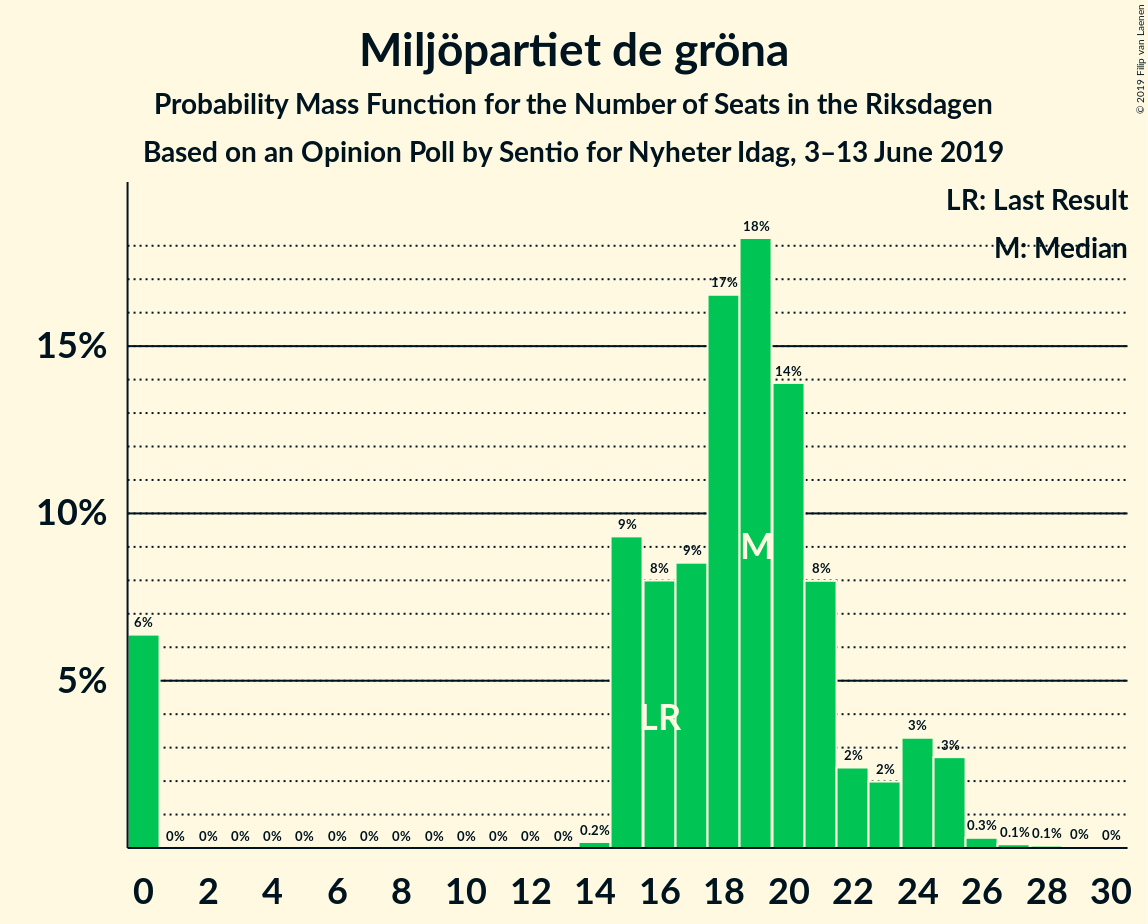 Miljöpartiet de gröna
Probability Mass Function for the Number of Seats in the Riksdagen
Based on an Opinion Poll by Sentio for Nyheter Idag, 3–13 June 2019
© 2019 Filip van Laenen
LR: Last Result
M: Median
15%
10%
5%
6% 0% 0% 0% 0% 0% 0% 0% 0% 0% 0% 0% 0% 0% 0.2% 9% 8% 9% 17% 18% 14% 8% 2% 2% 3% 3% 0.3% 0.1% 0.1% 0% 0%
M
LR
0 2 4 6 8 10 12 14 16 18 20 22 24 26 28 30